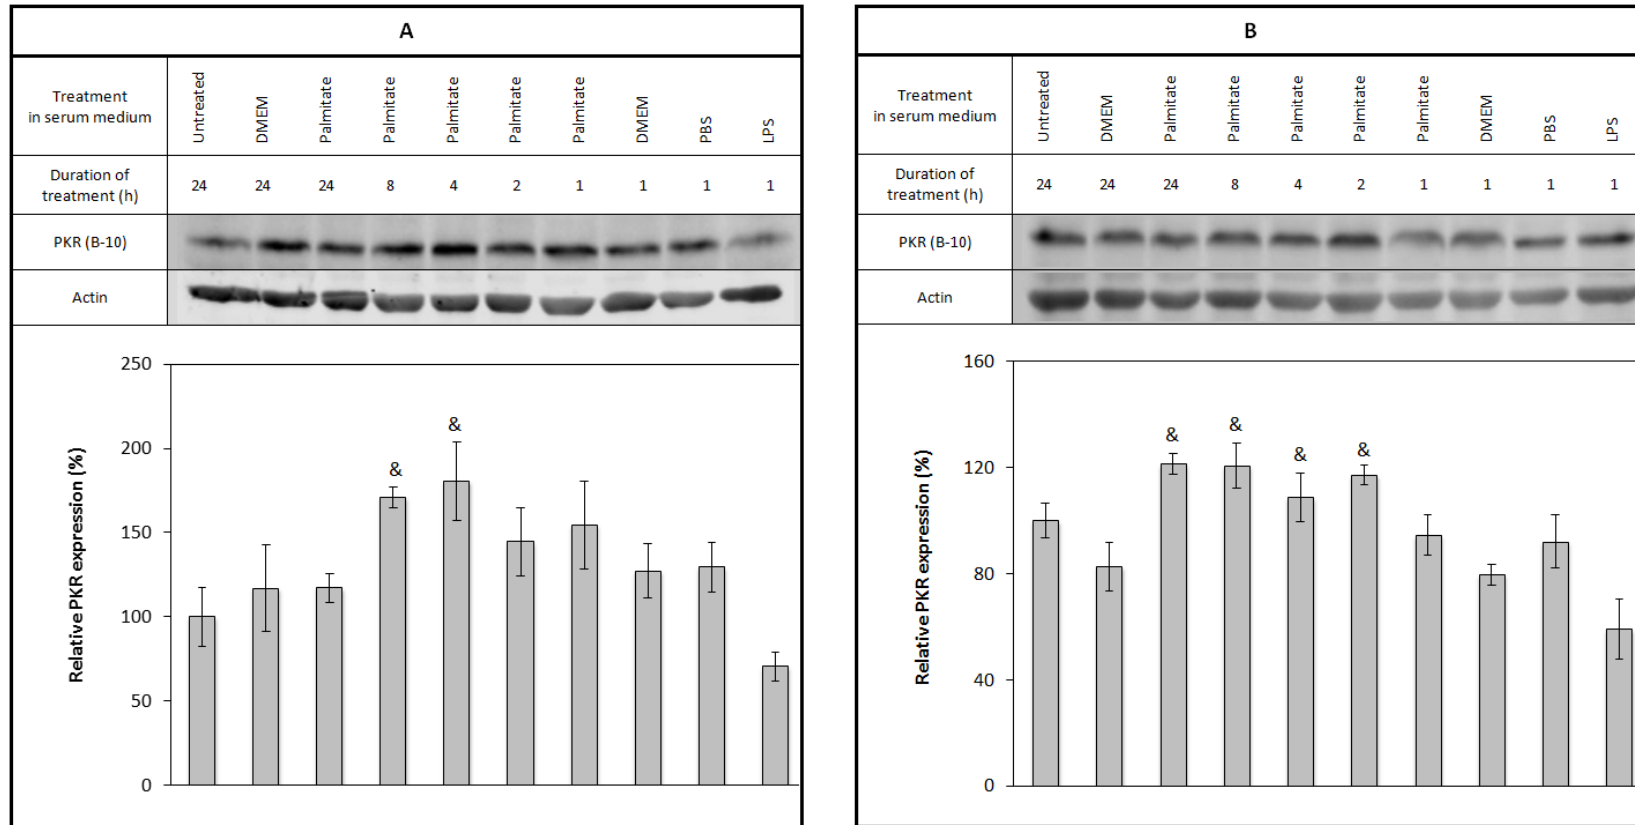 A
Treatment
in serum medium
Untreated
DMEM
Palmitate
Palmitate
Palmitate
Palmitate
Palmitate
DMEM
PBS
LPS
Duration of
treatment (h)
24 24 24 8 4 2 1 1 1 1
PKR (B-10)
Actin
Relative PKR expression (%)
250
200
150
100
50
0
& &
B
Treatment
in serum medium
Untreated
DMEM
Palmitate
Palmitate
Palmitate
Palmitate
Palmitate
DMEM
PBS
LPS
Duration of
treatment (h)
24 24 24 8 4 2 1 1 1 1
PKR (B-10)
Actin
Relative PKR expression (%)
160
120
80
40
0
& & & &